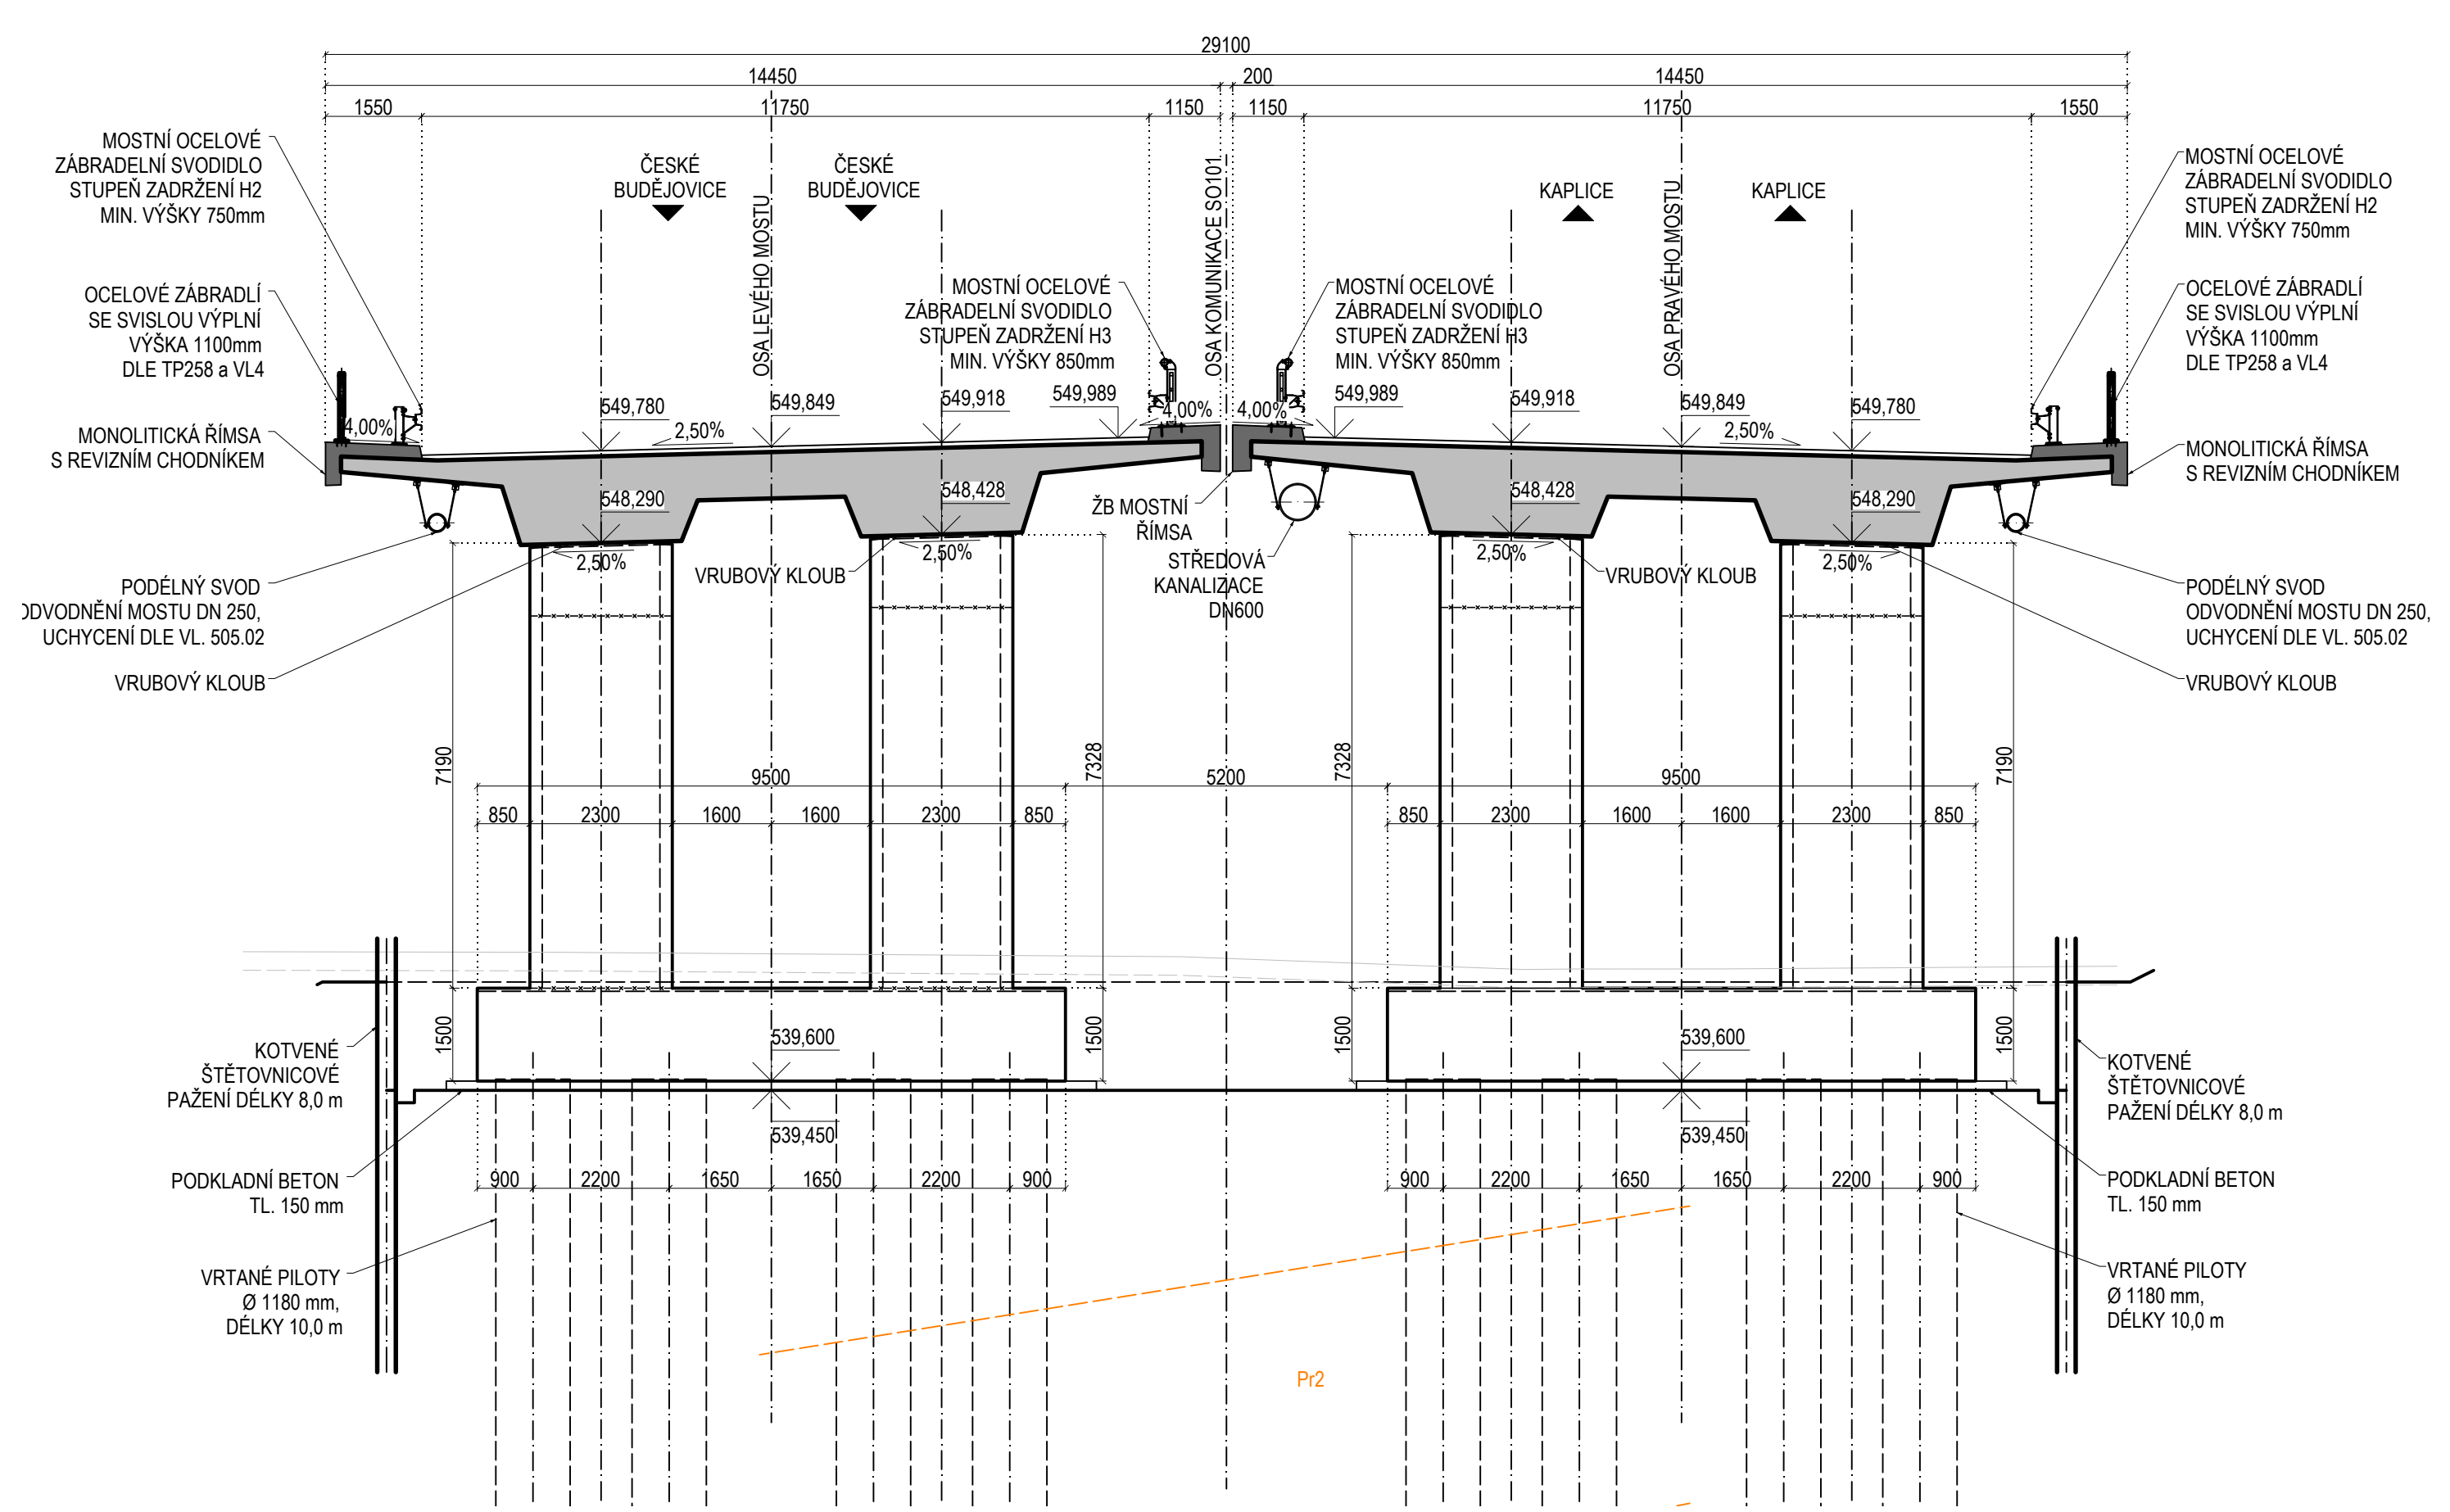 29100
14450
200
14450
1550
11750
1150
1150
11750
1550
MOSTNÍ OCELOVÉ
ZÁBRADELNÍ SVODIDLO
STUPEŇ ZADRŽENÍ H2
MIN. VÝŠKY 750mm
OCELOVÉ ZÁBRADLÍ
SE SVISLOU VÝPLNÍ
VÝŠKA 1100mm
DLE TP258 a VL4
MONOLITICKÁ ŘÍMSA
S REVIZNÍM CHODNÍKEM
ČESKÉ
BUDĚJOVICE
ČESKÉ
BUDĚJOVICE
OSA LEVÉHO MOSTU
OSA KOMUNIKACE SO101
KAPLICE
KAPLICE
OSA PRAVÉHO MOSTU
MOSTNÍ OCELOVÉ
ZÁBRADELNÍ SVODIDLO
STUPEŇ ZADRŽENÍ H3
MIN. VÝŠKY 850mm
MOSTNÍ OCELOVÉ
ZÁBRADELNÍ SVODIDLO
STUPEŇ ZADRŽENÍ H3
MIN. VÝŠKY 850mm
MOSTNÍ OCELOVÉ
ZÁBRADELNÍ SVODIDLO
STUPEŇ ZADRŽENÍ H2
MIN. VÝŠKY 750mm
OCELOVÉ ZÁBRADLÍ
SE SVISLOU VÝPLNÍ
VÝŠKA 1100mm
DLE TP258 a VL4
MONOLITICKÁ ŘÍMSA
S REVIZNÍM CHODNÍKEM
4,00%
549,780
2,50%
549,849
549,918
549,989
4,00%
4,00%
549,989
549,918
549,849
2,50%
549,780
548,290
548,428
548,428
548,290
2,50%
2,50%
2,50%
2,50%
ŽB MOSTNÍ
ŘÍMSA
STŘEDOVÁ
KANALIZACE
DN600
VRUBOVÝ KLOUB
VRUBOVÝ KLOUB
PODÉLNÝ SVOD
ODVODNĚNÍ MOSTU DN 250,
UCHYCENÍ DLE VL. 505.02
VRUBOVÝ KLOUB
PODÉLNÝ SVOD
ODVODNĚNÍ MOSTU DN 250,
UCHYCENÍ DLE VL. 505.02
VRUBOVÝ KLOUB
7190
7328
7328
7190
9500
5200
9500
850
2300
1600
1600
2300
850
850
2300
1600
1600
2300
850
1500
1500
1500
1500
539,600
539,600
539,450
539,450
KOTVENÉ
ŠTĚTOVNICOVÉ
PAŽENÍ DÉLKY 8,0 m
PODKLADNÍ BETON
TL. 150 mm
VRTANÉ PILOTY
Ø 1180 mm,
DÉLKY 10,0 m
KOTVENÉ
ŠTĚTOVNICOVÉ
PAŽENÍ DÉLKY 8,0 m
PODKLADNÍ BETON
TL. 150 mm
VRTANÉ PILOTY
Ø 1180 mm,
DÉLKY 10,0 m
900
2200
1650
1650
2200
900
900
2200
1650
1650
2200
900
Pr2